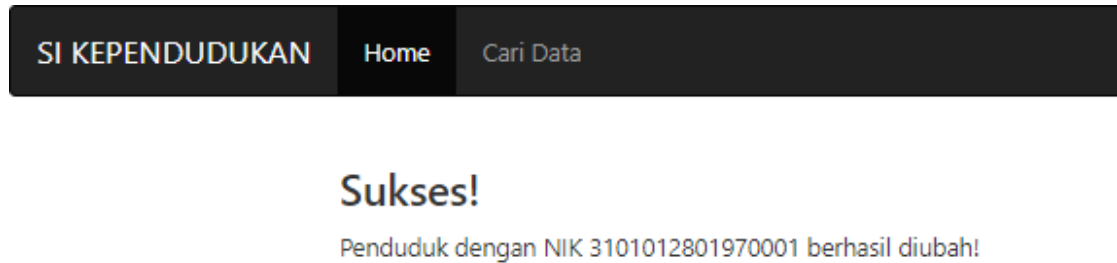 SI KEPENDUDUKAN Home Cari Data
Sukses!
Penduduk dengan NIK 3101012801970001 berhasil diubah!